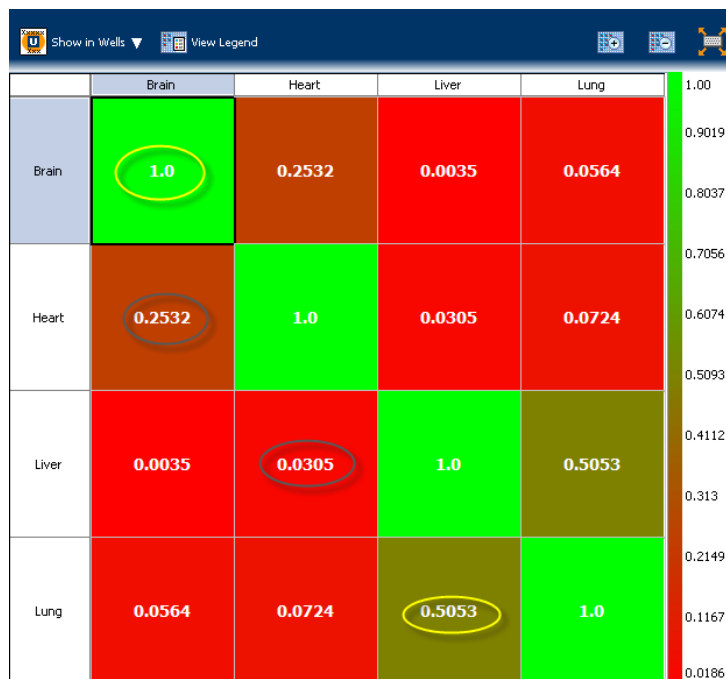 Xxxxx
U
Xxx
Show in Wells ▼ View Legend
Brain Heart Liver Lung
Brain 1.0 0.2532 0.0035 0.0564
Heart 0.2532 1.0 0.0305 0.0724
Liver 0.0035 0.0305 1.0 0.5053
Lung 0.0564 0.0724 0.5053 1.0
1.00
0.9019
0.8037
0.7056
0.6074
0.5093
0.4112
0.313
0.2149
0.1167
0.0186